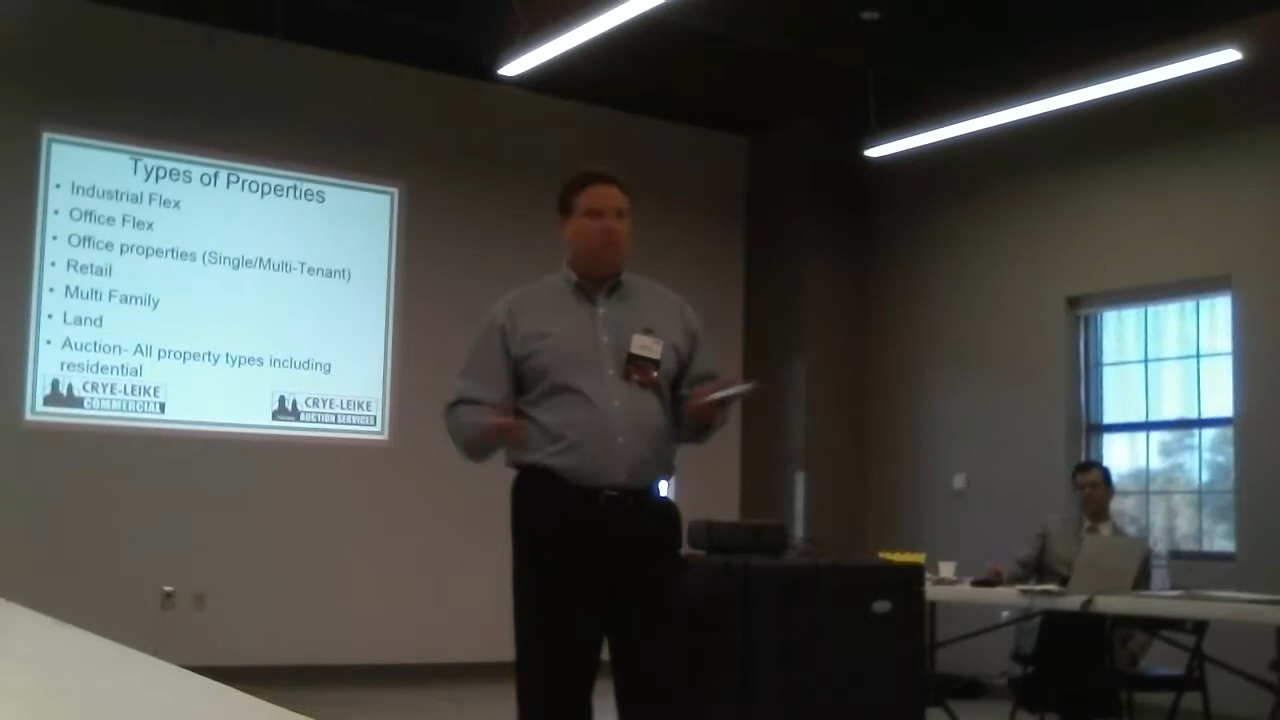 Types of Properties
• Industrial Flex
• Office Flex
• Office properties (Single/Multi-Tenant)
• Retail
• Multi Family
• Land
• Auction- All property types including
residential
CRYE-LEIKE
COMMERCIAL
CRYE-LEIKE
AUCTION SERVICES